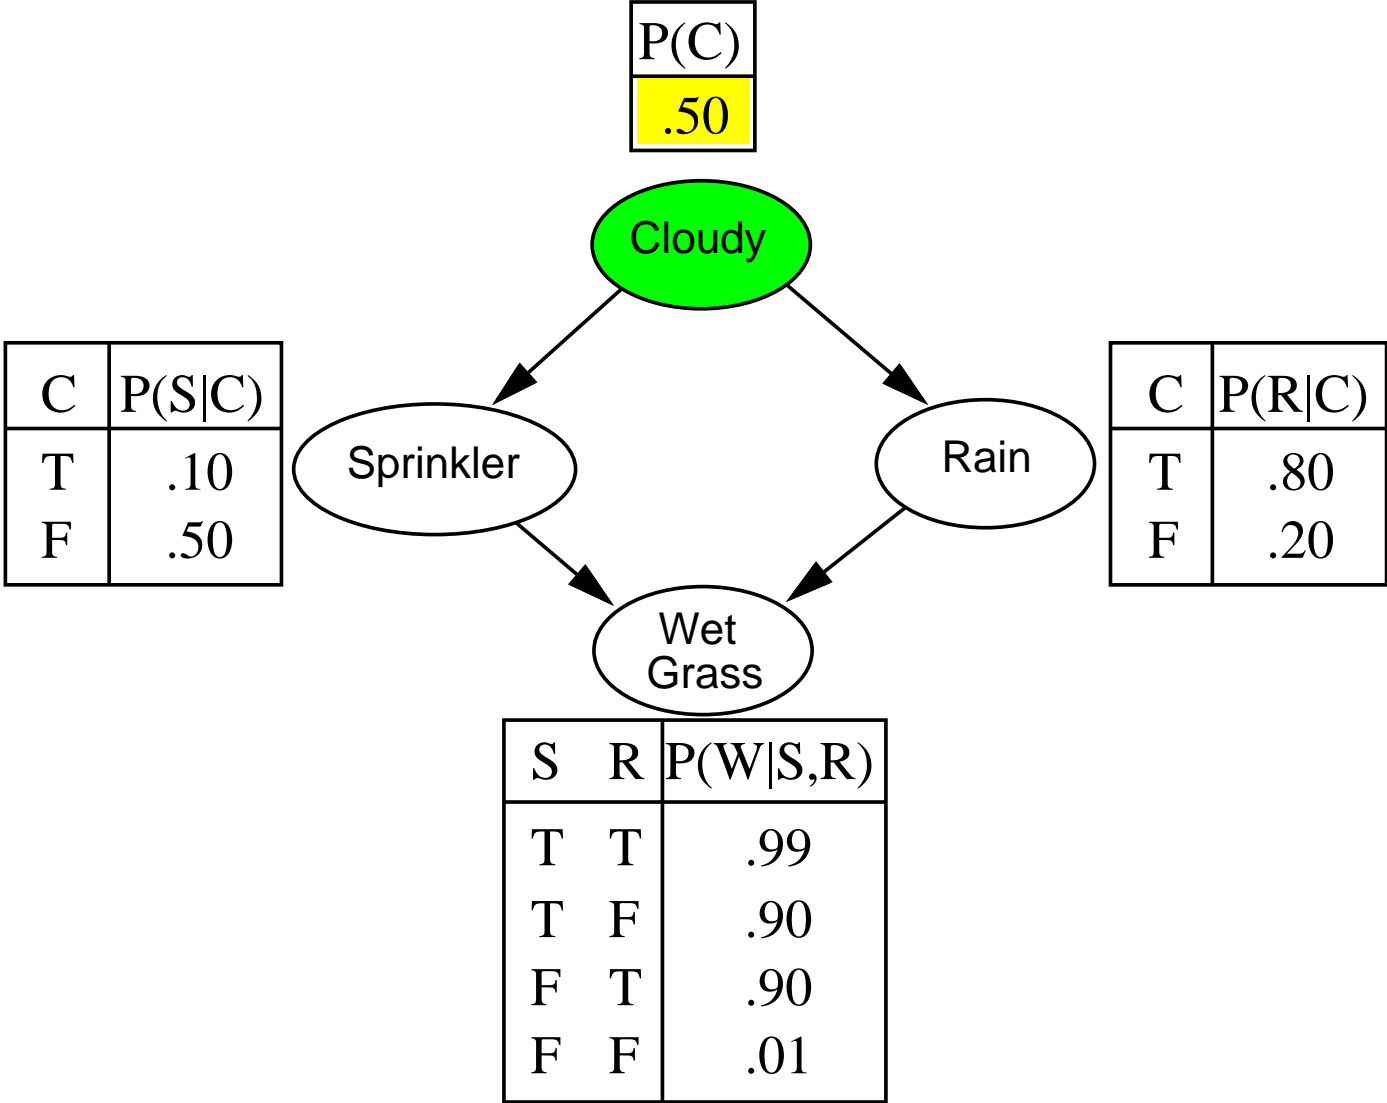 P(C)
.50
Cloudy
C P(S|C)
T .10
F .50
Sprinkler
Rain
C P(R|C)
T .80
F .20
Wet
Grass
S R P(W|S,R)
T T .99
T F .90
F T .90
F F .01